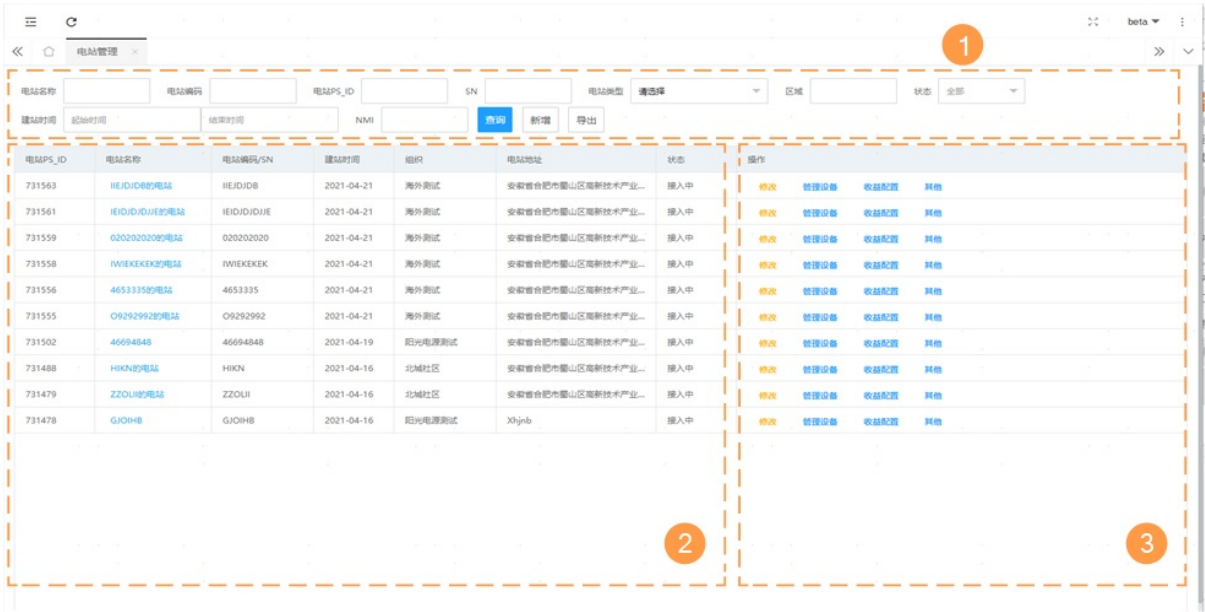 beta
电站管理 ×
1
电站名称 电站编码 电站PS_ID SN 电站类型 请选择 区域 状态 全部
建站时间 起始时间 结束时间 NMI 查询 新增 导出
电站PS_ID 电站名称 电站编码/SN 建站时间 组织 电站地址 状态 操作
731563 IIEJDJDB的电站 IIEJDJDB 2021-04-21 海外测试 安徽省合肥市蜀山区高新技术产业... 接入中 修改 管理设备 收益配置 其他
731561 IEIDJDJDJJE的电站 IEIDJDJDJJE 2021-04-21 海外测试 安徽省合肥市蜀山区高新技术产业... 接入中 修改 管理设备 收益配置 其他
731559 020202020的电站 020202020 2021-04-21 海外测试 安徽省合肥市蜀山区高新技术产业... 接入中 修改 管理设备 收益配置 其他
731558 IWIEKEKEK的电站 IWIEKEKEK 2021-04-21 海外测试 安徽省合肥市蜀山区高新技术产业... 接入中 修改 管理设备 收益配置 其他
731556 4653335的电站 4653335 2021-04-21 海外测试 安徽省合肥市蜀山区高新技术产业... 接入中 修改 管理设备 收益配置 其他
731555 O9292992的电站 O9292992 2021-04-21 海外测试 安徽省合肥市蜀山区高新技术产业... 接入中 修改 管理设备 收益配置 其他
731502 46694848 46694848 2021-04-19 阳光电源测试 安徽省合肥市蜀山区高新技术产业... 接入中 修改 管理设备 收益配置 其他
731488 HIKN的电站 HIKN 2021-04-16 北城社区 安徽省合肥市蜀山区高新技术产业... 接入中 修改 管理设备 收益配置 其他
731479 ZZOLII的电站 ZZOLII 2021-04-16 北城社区 安徽省合肥市蜀山区高新技术产业... 接入中 修改 管理设备 收益配置 其他
731478 GJOIHB GJOIHB 2021-04-16 阳光电源测试 Xhjnb 接入中 修改 管理设备 收益配置 其他
2 3